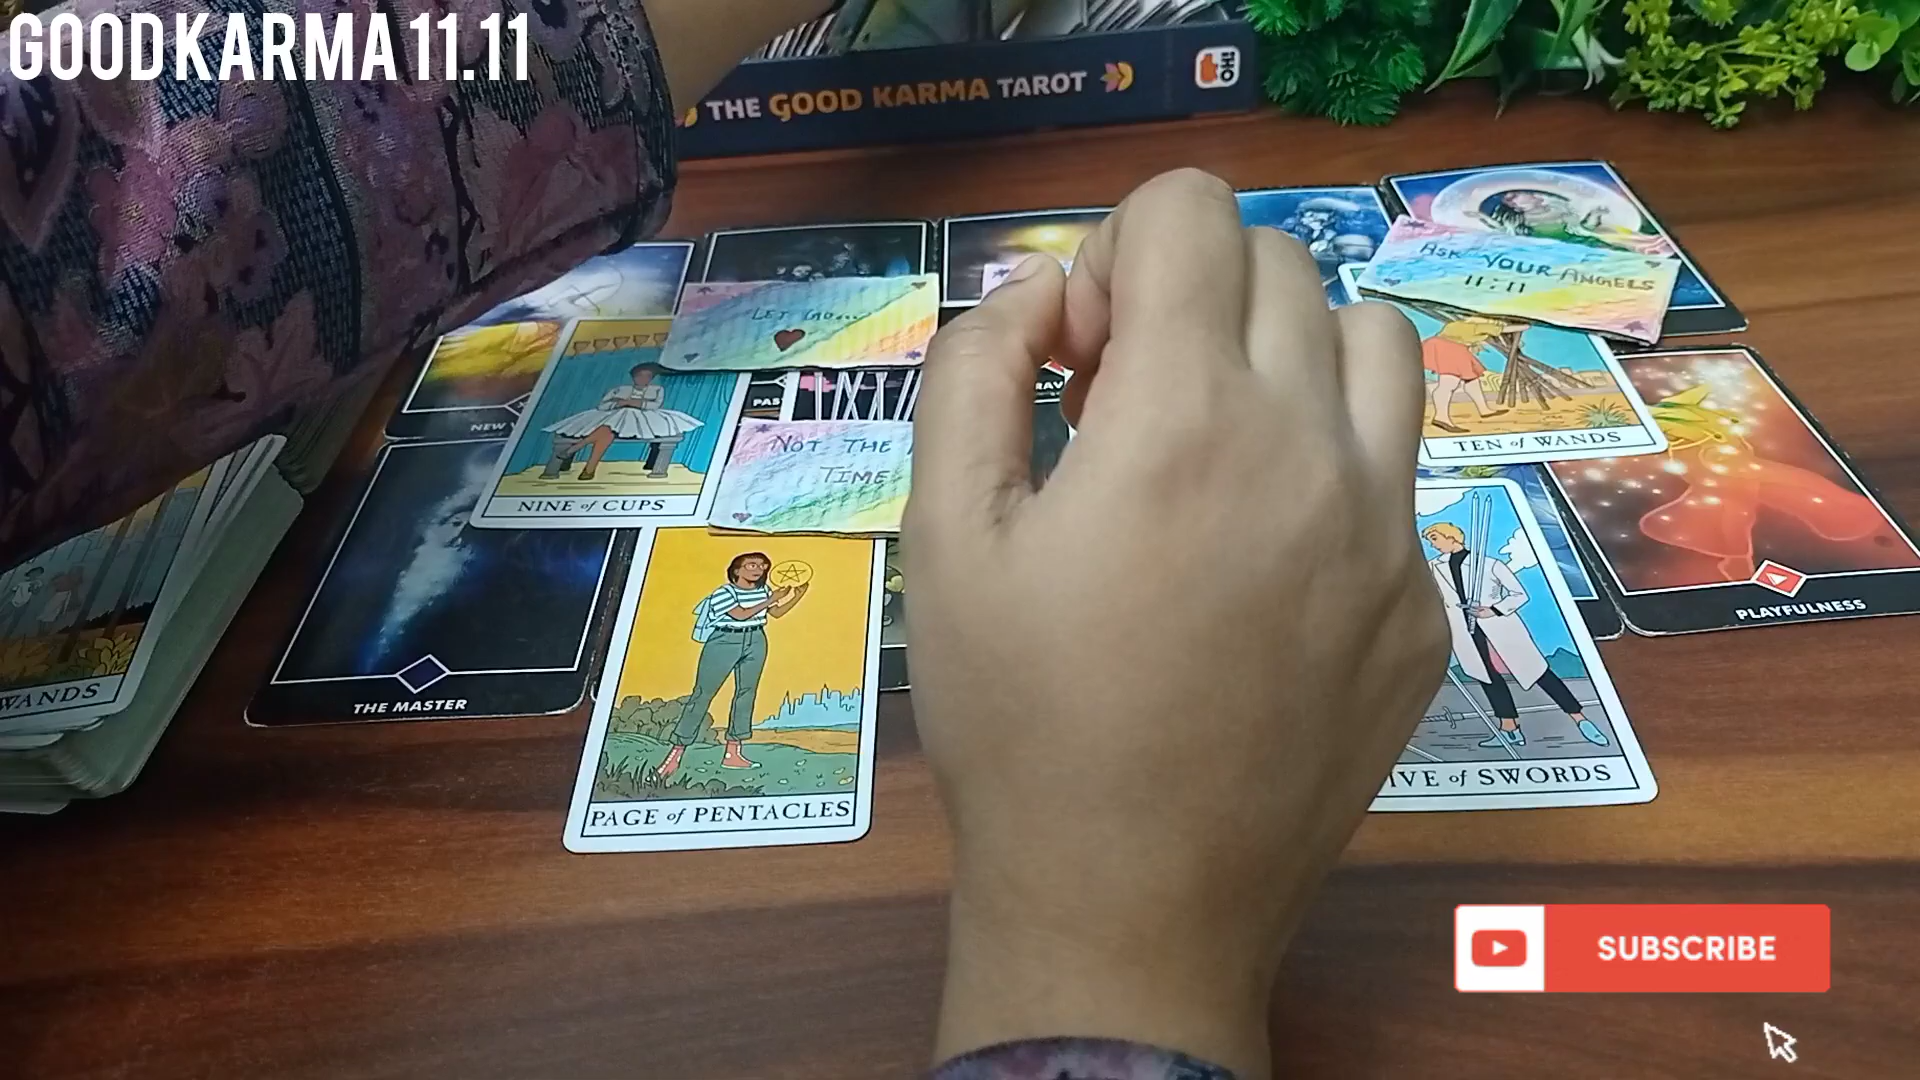 GOOD KARMA 11.11
THE GOOD KARMA TAROT
OH!
ASK YOUR ANGELS
11:11
LET GO....
NOT THE
TIME
TEN of WANDS
NINE of CUPS
PLAYFULNESS
THE MASTER
WANDS
PAGE of PENTACLES
IVE of SWORDS
SUBSCRIBE